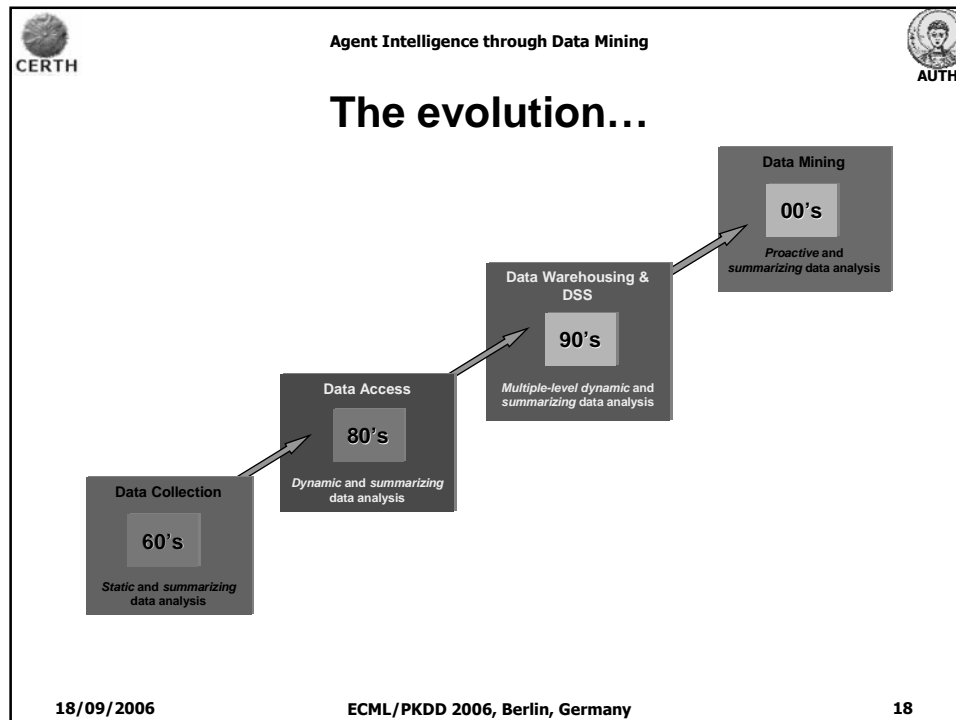 Agent Intelligence through Data Mining
CERTH
AUTH
The evolution…
Data Mining
00's
Proactive and
summarizing data analysis
Data Warehousing &
DSS
90's
Multiple-level dynamic and
summarizing data analysis
Data Access
80's
Dynamic and summarizing
data analysis
Data Collection
60's
Static and summarizing
data analysis
18/09/2006
ECML/PKDD 2006, Berlin, Germany
18